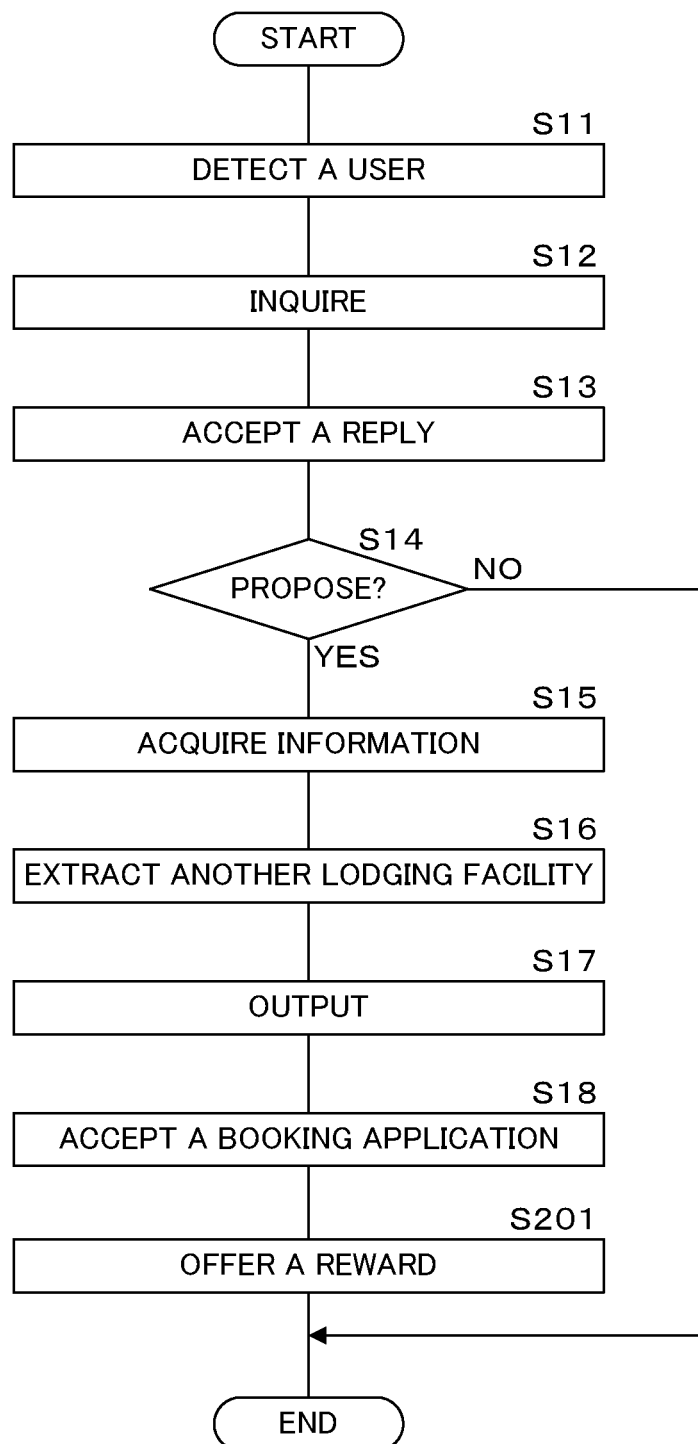 START
S11
DETECT A USER
S12
INQUIRE
S13
ACCEPT A REPLY
S14
PROPOSE?
NO
YES
S15
ACQUIRE INFORMATION
S16
EXTRACT ANOTHER LODGING FACILITY
S17
OUTPUT
S18
ACCEPT A BOOKING APPLICATION
S201
OFFER A REWARD
END